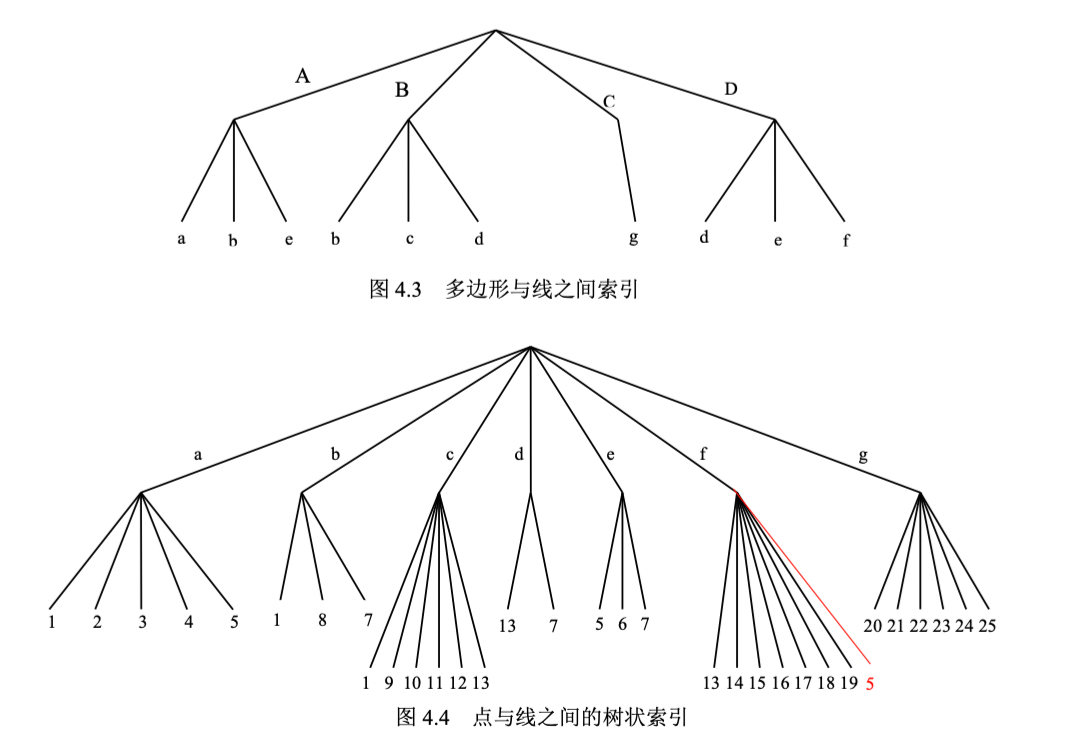 A B C D
a b e b c d g d e f
图 4.3 多边形与线之间索引
a b c d e f g
1 2 3 4 5 1 8 7 13 7 5 6 7 20 21 22 23 24 25
1 9 10 11 12 13 13 14 15 16 17 18 19 5
图 4.4 点与线之间的树状索引